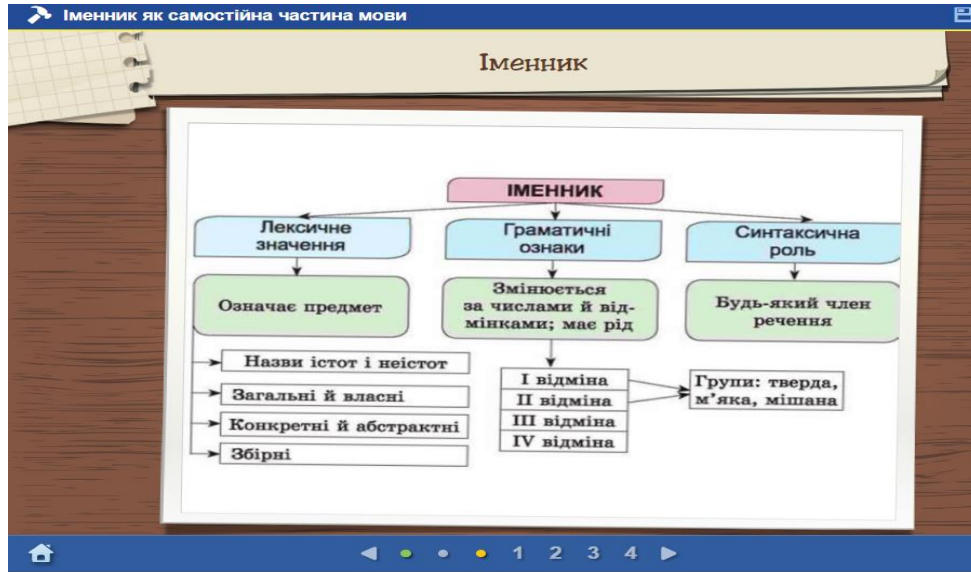 Іменник як самостійна частина мови
Іменник
ІМЕННИК
Лексичне
значення
Граматичні
ознаки
Синтаксична
роль
Означає предмет
Змінюється
за числами й від-
мінками; має рід
Будь-який член
речення
Назви істот і неістот
Загальні й власні
Конкретні й абстрактні
Збірні
І відміна
ІІ відміна
ІІІ відміна
IV відміна
Групи: тверда,
м’яка, мішана
1 2 3 4